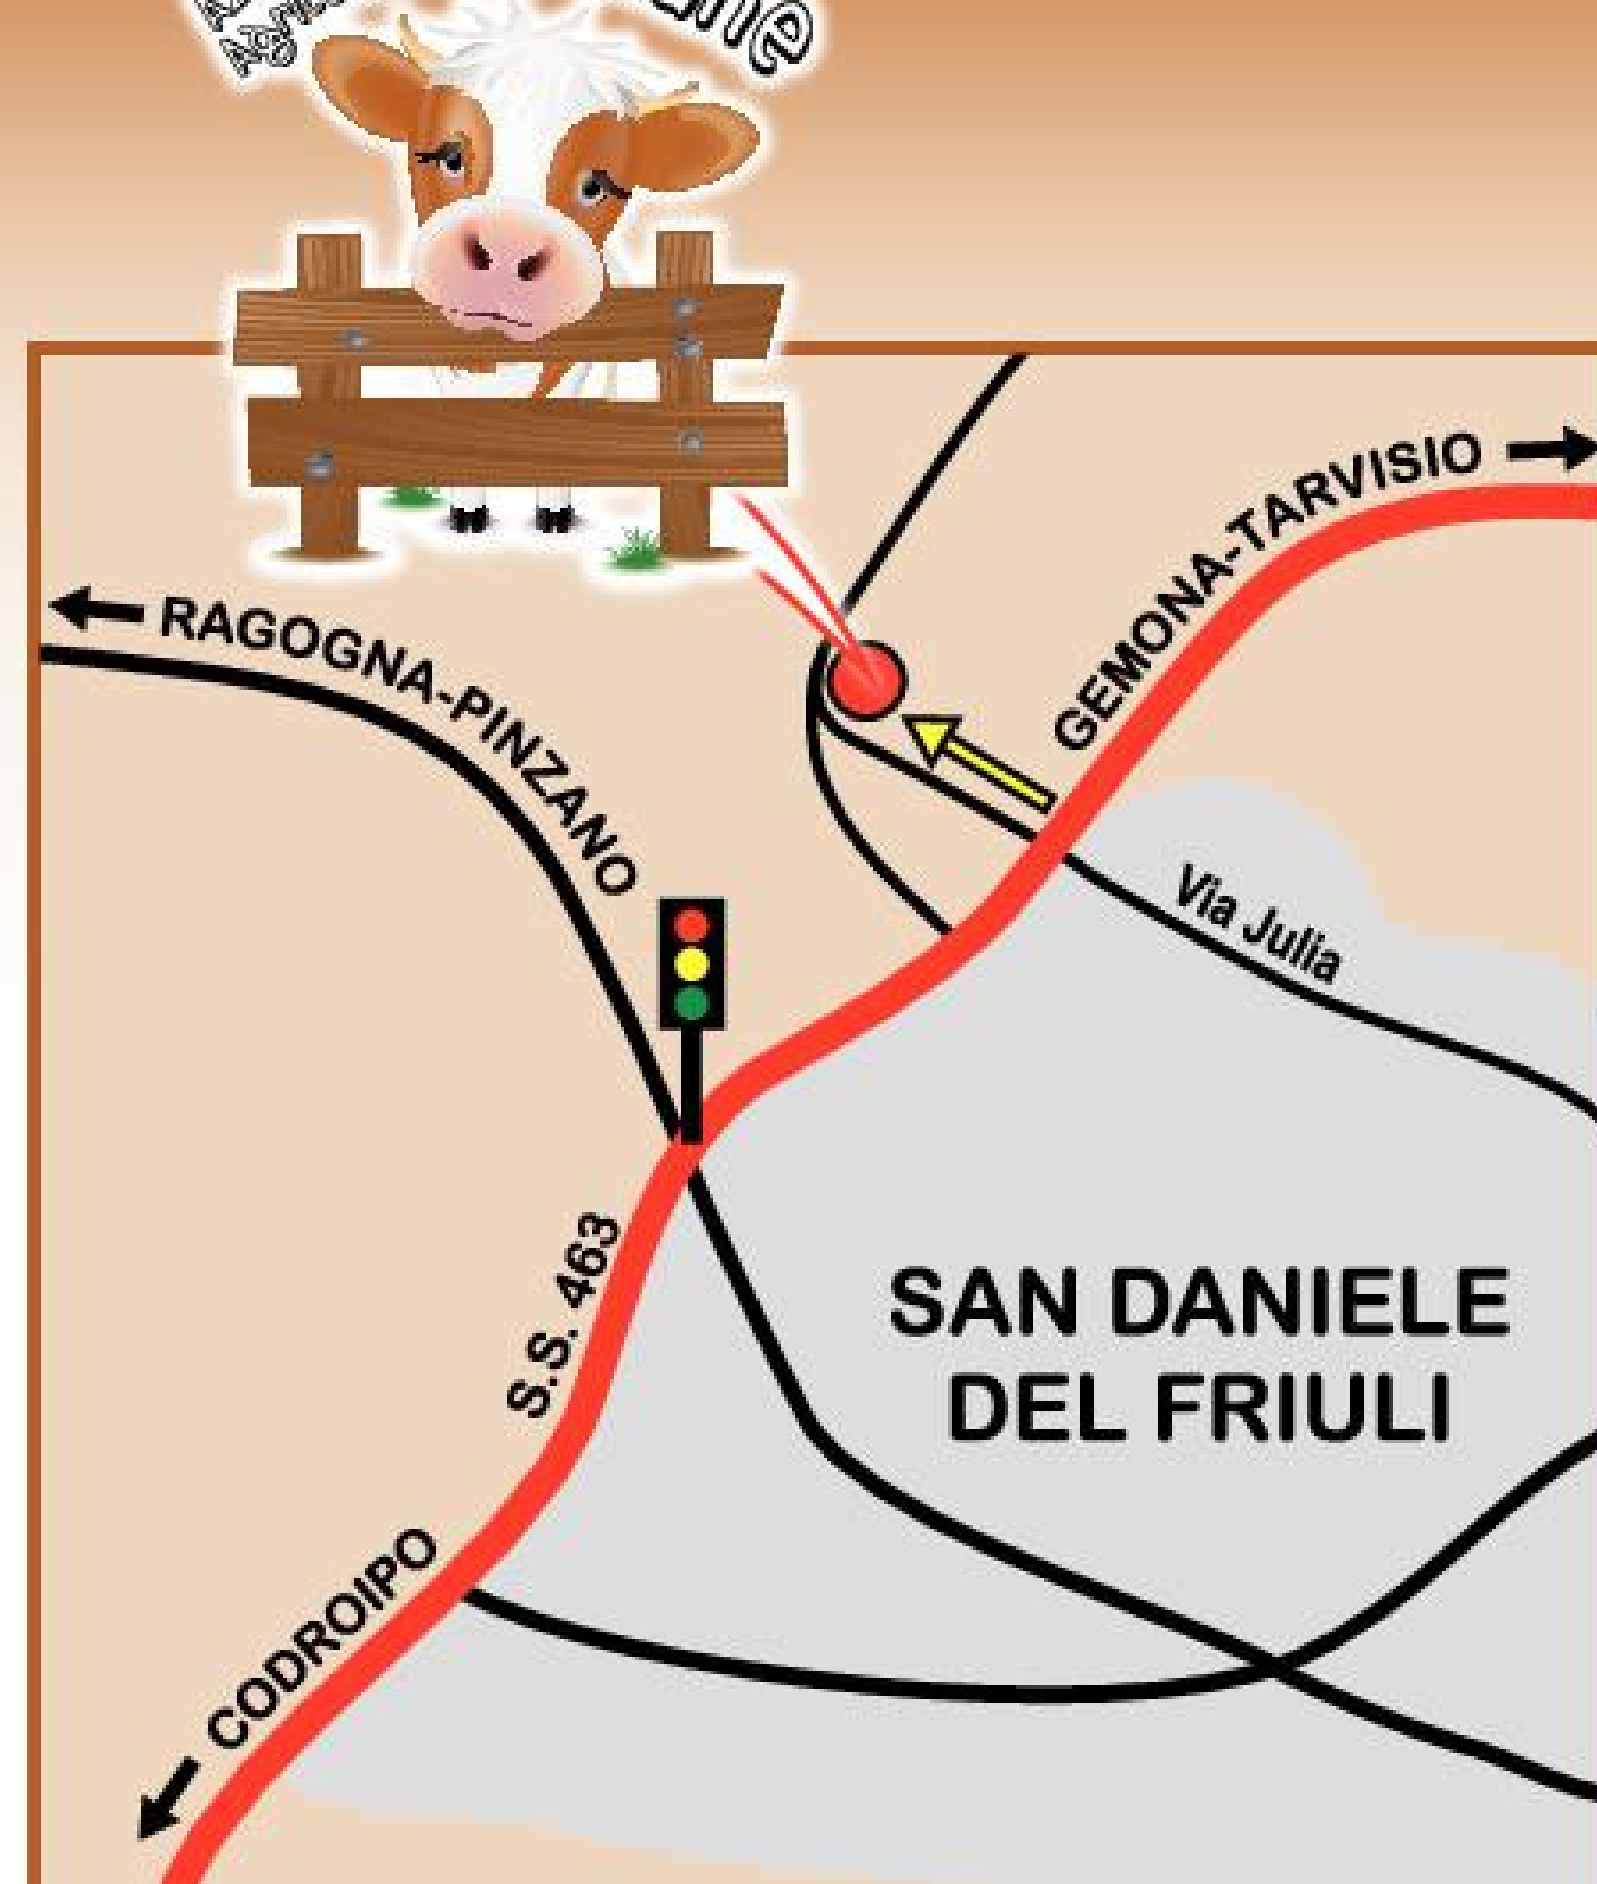 GEMONA-TARVISIO
RAGOGNA-PINZANO
Via Julia
S.S. 463
SAN DANIELE
DEL FRIULI
CODROIPO